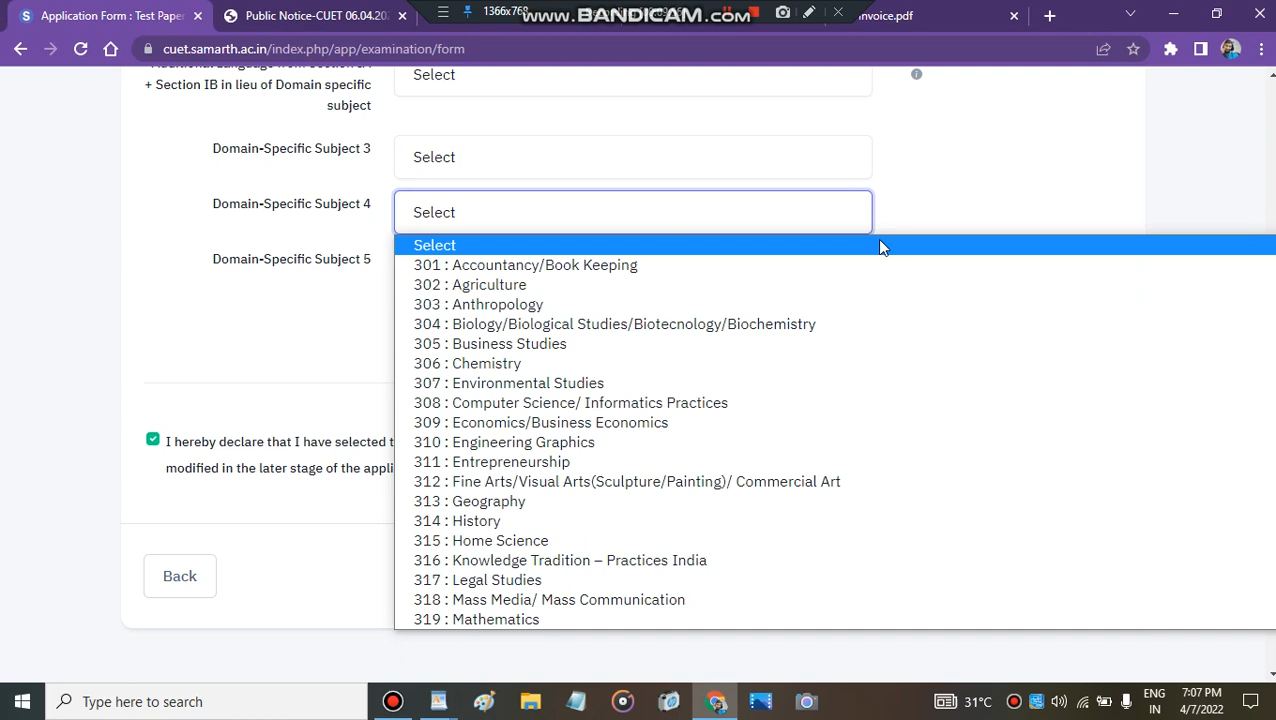 Application Form : Test Paper
Public Notice-CUET 06.04.202
1366x768
www.BANDICAM.com
invoice.pdf
cuet.samarth.ac.in/index.php/app/examination/form
Select
+ Section IB in lieu of Domain specific
subject
Domain-Specific Subject 3
Select
Domain-Specific Subject 4
Select
Domain-Specific Subject 5
Select
301 : Accountancy/Book Keeping
302 : Agriculture
303 : Anthropology
304 : Biology/Biological Studies/Biotecnology/Biochemistry
305 : Business Studies
306 : Chemistry
307 : Environmental Studies
308 : Computer Science/ Informatics Practices
309 : Economics/Business Economics
310 : Engineering Graphics
311 : Entrepreneurship
312 : Fine Arts/Visual Arts(Sculpture/Painting)/ Commercial Art
313 : Geography
314 : History
315 : Home Science
316 : Knowledge Tradition – Practices India
317 : Legal Studies
318 : Mass Media/ Mass Communication
319 : Mathematics
I hereby declare that I have selected t
modified in the later stage of the appli
Back
Type here to search
31°C
ENG
IN
7:07 PM
4/7/2022